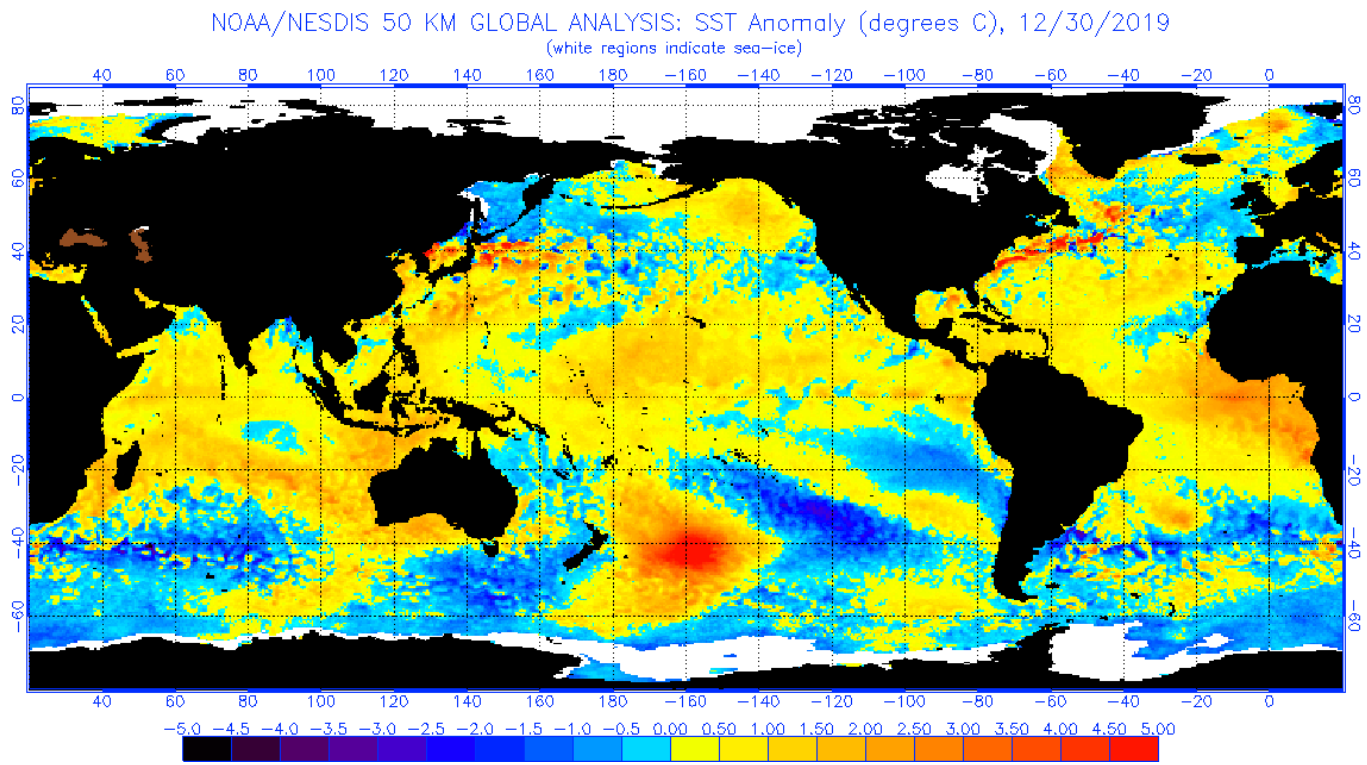 NOAA/NESDIS 50 KM GLOBAL ANALYSIS: SST Anomaly (degrees C), 12/30/2019
(white regions indicate sea-ice)
40 60 80 100 120 140 160 -180 -160 -140 -120 -100 -80 -60 -40 -20 0
80 80
60 60
40 40
20 20
0 0
-20 -20
-40 -40
-60 -60
40 60 80 100 120 140 160 -180 -160 -140 -120 -100 -80 -60 -40 -20 0
-5.0 -4.5 -4.0 -3.5 -3.0 -2.5 -2.0 -1.5 -1.0 -0.5 0.00 0.50 1.00 1.50 2.00 2.50 3.00 3.50 4.00 4.50 5.00